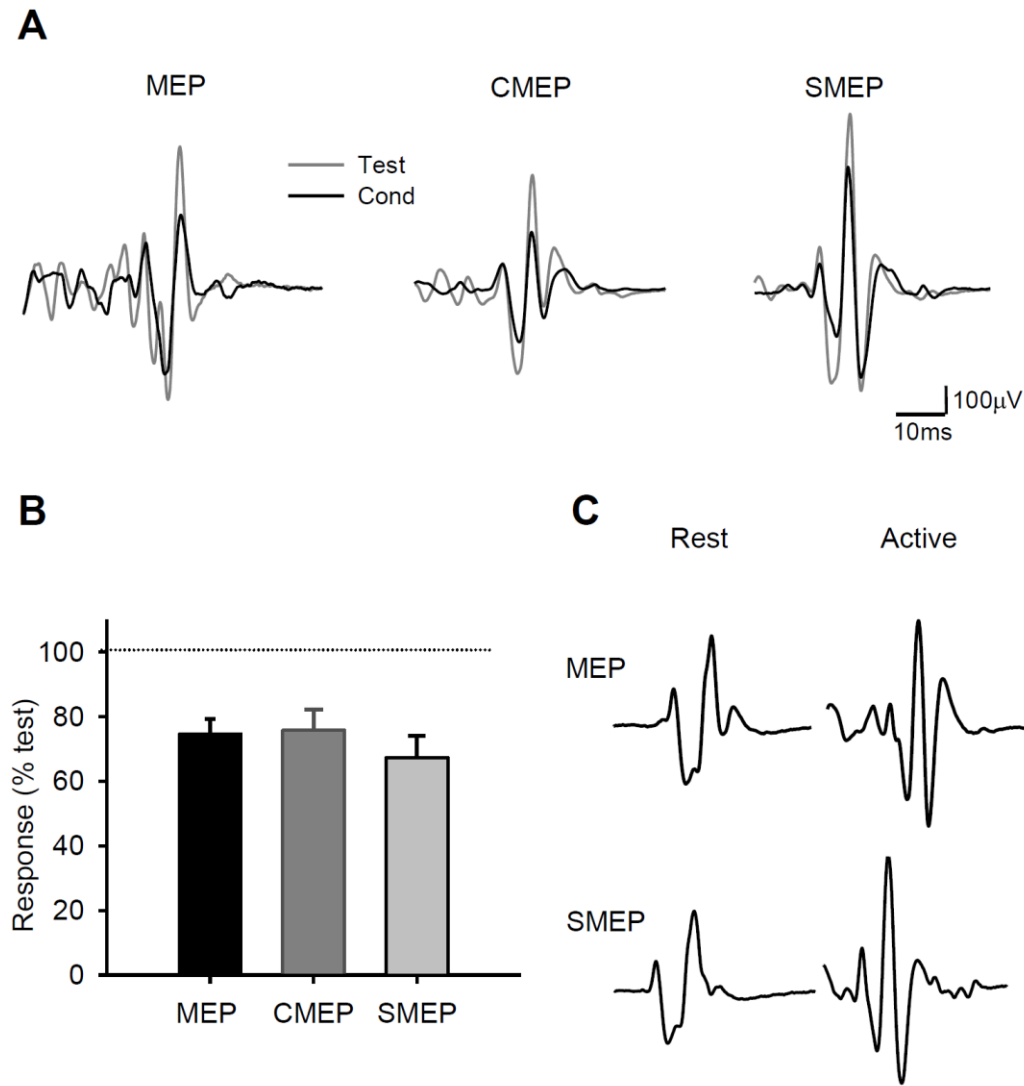 A
MEP
CMEP
SMEP
Test
Cond
100μV
10ms
B
C
Rest
Active
MEP
SMEP
Response (% test)
100
80
60
40
20
0
MEP
CMEP
SMEP